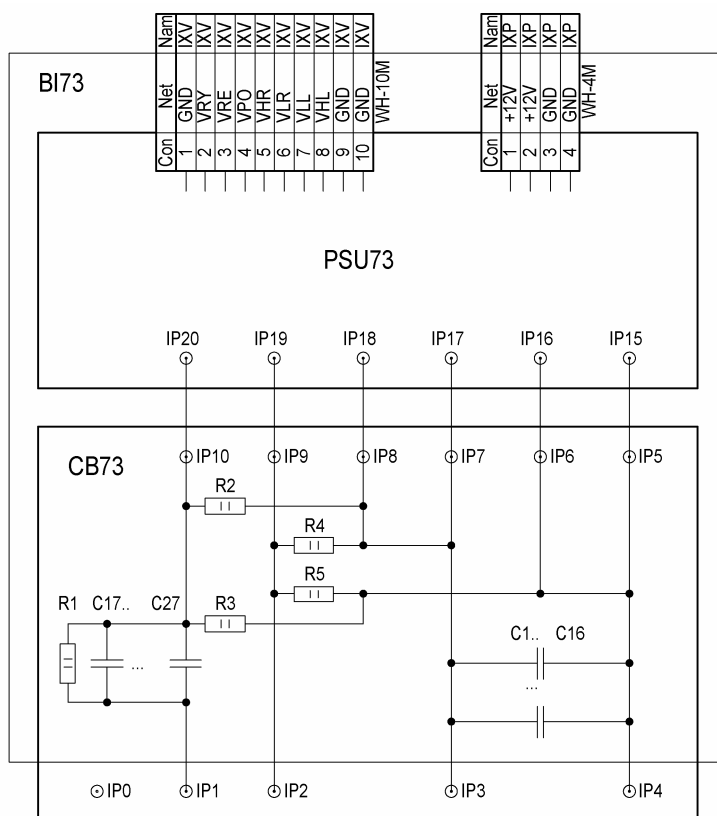 Nam IXV IXV IXV IXV IXV IXV IXV IXV IXV IXV
Net GND VRY VRE VPO VHR VLR VLL VHL GND GND
Con 1 2 3 4 5 6 7 8 9 10
WH-10M
Nam IXP IXP IXP IXP
Net +12V +12V GND GND
Con 1 2 3 4
WH-4M
BI73
PSU73
IP20 IP19 IP18 IP17 IP16 IP15
CB73
IP10 IP9 IP8 IP7 IP6 IP5
R2
R4
R5
R1 C17.. C27 R3
C1.. C16
...
...
IP0 IP1 IP2 IP3 IP4